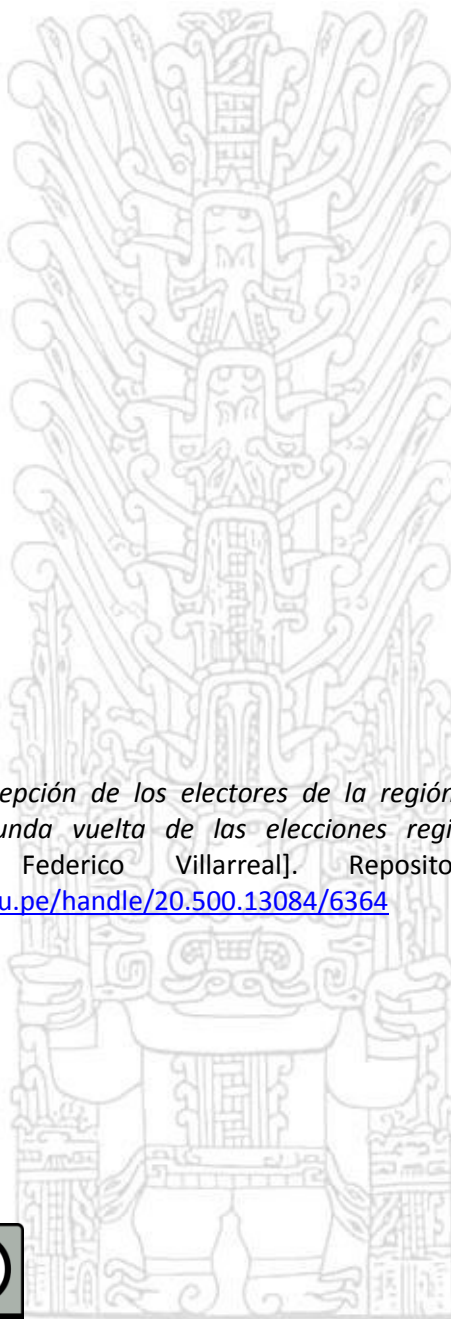 epción de los electores de la región
unda vuelta de las elecciones regi
Federico Villarreal]. Reposito
u.pe/handle/20.500.13084/6364